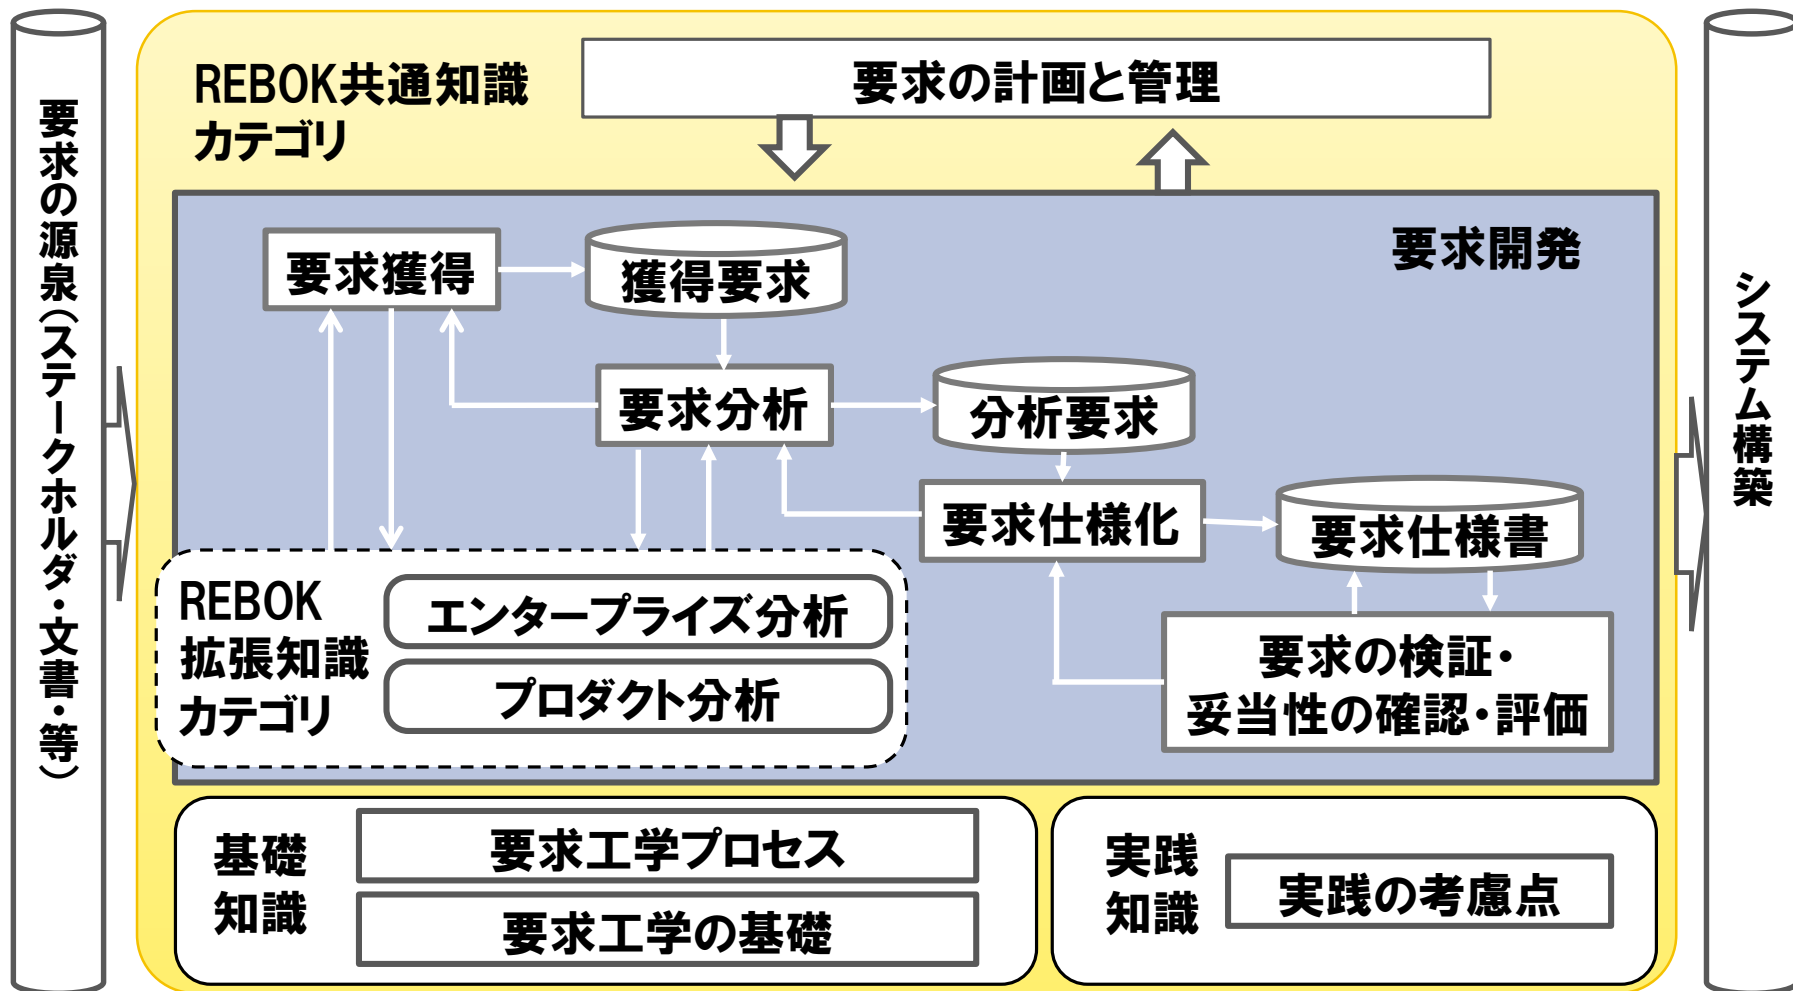 要求の源泉(ステークホルダ・文書・等)
REBOK共通知識
カテゴリ
要求の計画と管理
要求開発
要求獲得
獲得要求
要求分析
分析要求
要求仕様化
要求仕様書
REBOK
拡張知識
カテゴリ
エンタープライズ分析
プロダクト分析
要求の検証・
妥当性の確認・評価
基礎
知識
要求工学プロセス
要求工学の基礎
実践
知識
実践の考慮点
システム構築